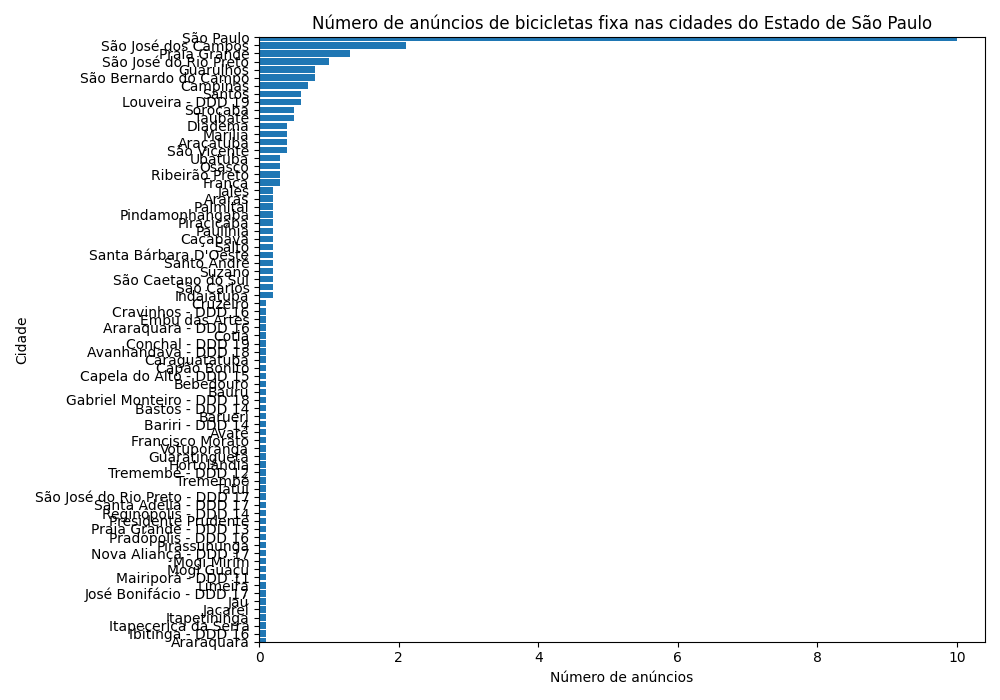 Número de anúncios de bicicletas fixa nas cidades do Estado de São Paulo
Cidade
São Paulo
São José dos Campos
Praia Grande
São José do Rio Preto
Guarulhos
São Bernardo do Campo
Campinas
Santos
Louveira - DDD 19
Sorocaba
Taubaté
Diadema
Marília
Araçatuba
São Vicente
Ubatuba
Osasco
Ribeirão Preto
Franca
Jales
Araras
Palmital
Pindamonhangaba
Piracicaba
Paulínia
Caçapava
Salto
Santa Bárbara D'Oeste
Santo André
Suzano
São Caetano do Sul
São Carlos
Indaiatuba
Cruzeiro
Cravinhos - DDD 16
Embu das Artes
Araraquara - DDD 16
Cotia
Conchal - DDD 19
Avanhandava - DDD 18
Caraguatatuba
Capão Bonito
Capela do Alto - DDD 15
Bebedouro
Bauru
Gabriel Monteiro - DDD 18
Bastos - DDD 14
Barueri
Bariri - DDD 14
Avaré
Francisco Morato
Votuporanga
Guaratinguetá
Hortolândia
Tremembé - DDD 12
Tremembé
Tatuí
São José do Rio Preto - DDD 17
Santa Adélia - DDD 17
Reginópolis - DDD 14
Presidente Prudente
Praia Grande - DDD 13
Pradópolis - DDD 16
Pirassununga
Nova Aliança - DDD 17
Mogi Mirim
Mogi Guaçu
Mairiporã - DDD 11
Limeira
José Bonifácio - DDD 17
Jaú
Jacareí
Itapetininga
Itapecerica da Serra
Ibitinga - DDD 16
Araraquara
0 2 4 6 8 10
Número de anúncios